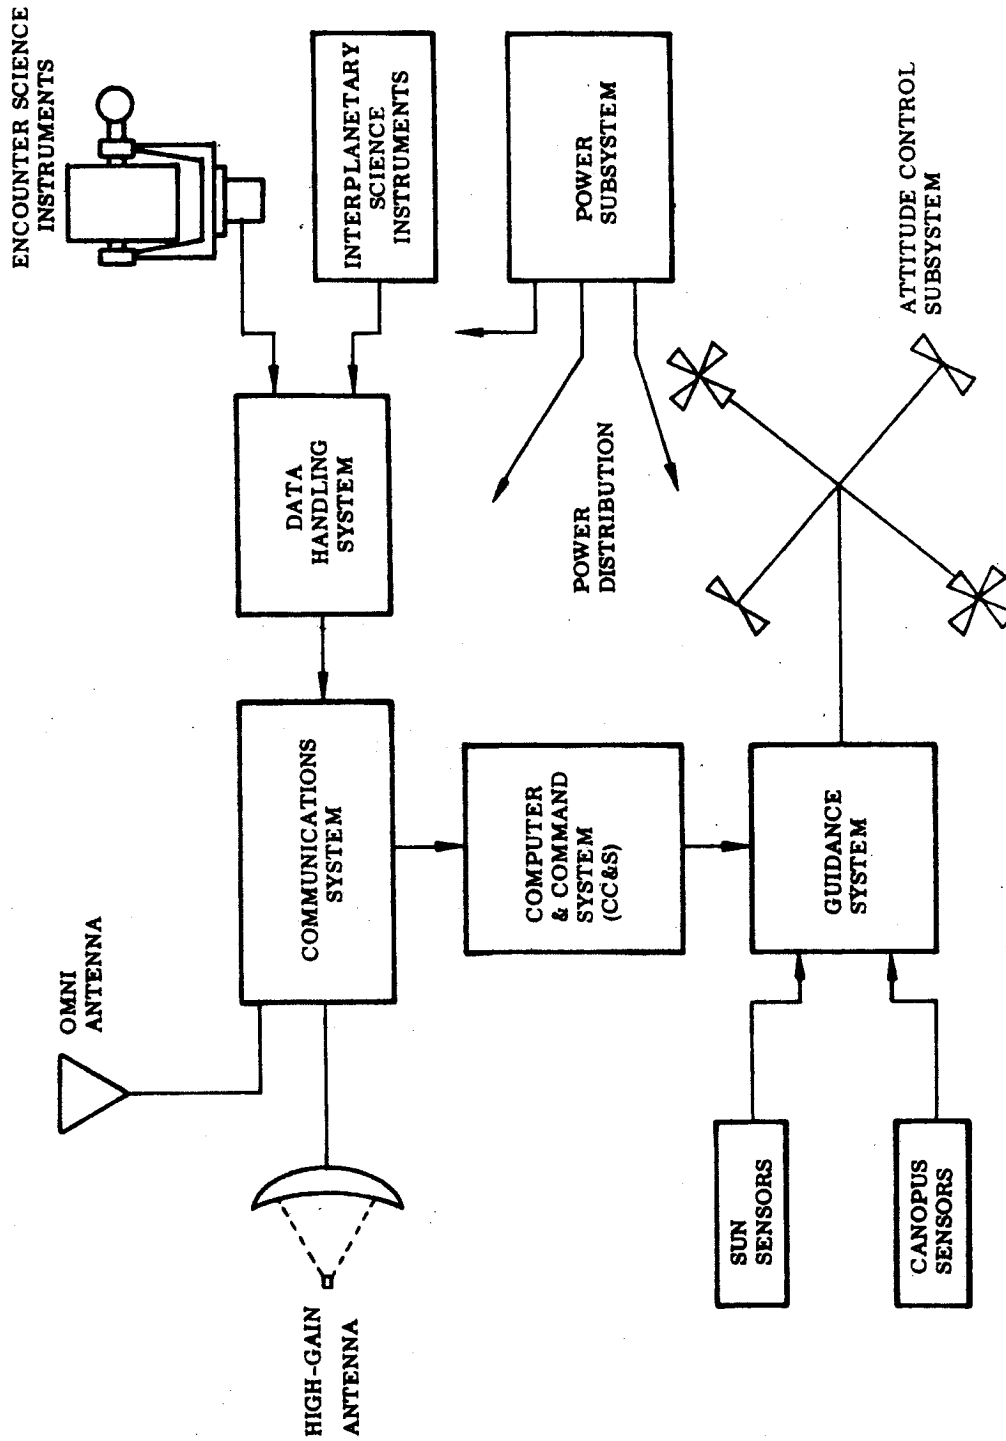 ENCOUNTER SCIENCE
INSTRUMENTS
INTERPLANETARY
SCIENCE
INSTRUMENTS
POWER
SUBSYSTEM
ATTITUDE CONTROL
SUBSYSTEM
DATA
HANDLING
SYSTEM
POWER
DISTRIBUTION
COMMUNICATIONS
SYSTEM
COMPUTER
& COMMAND
SYSTEM
(CC&S)
GUIDANCE
SYSTEM
OMNI
ANTENNA
HIGH-GAIN
ANTENNA
SUN
SENSORS
CANOPUS
SENSORS